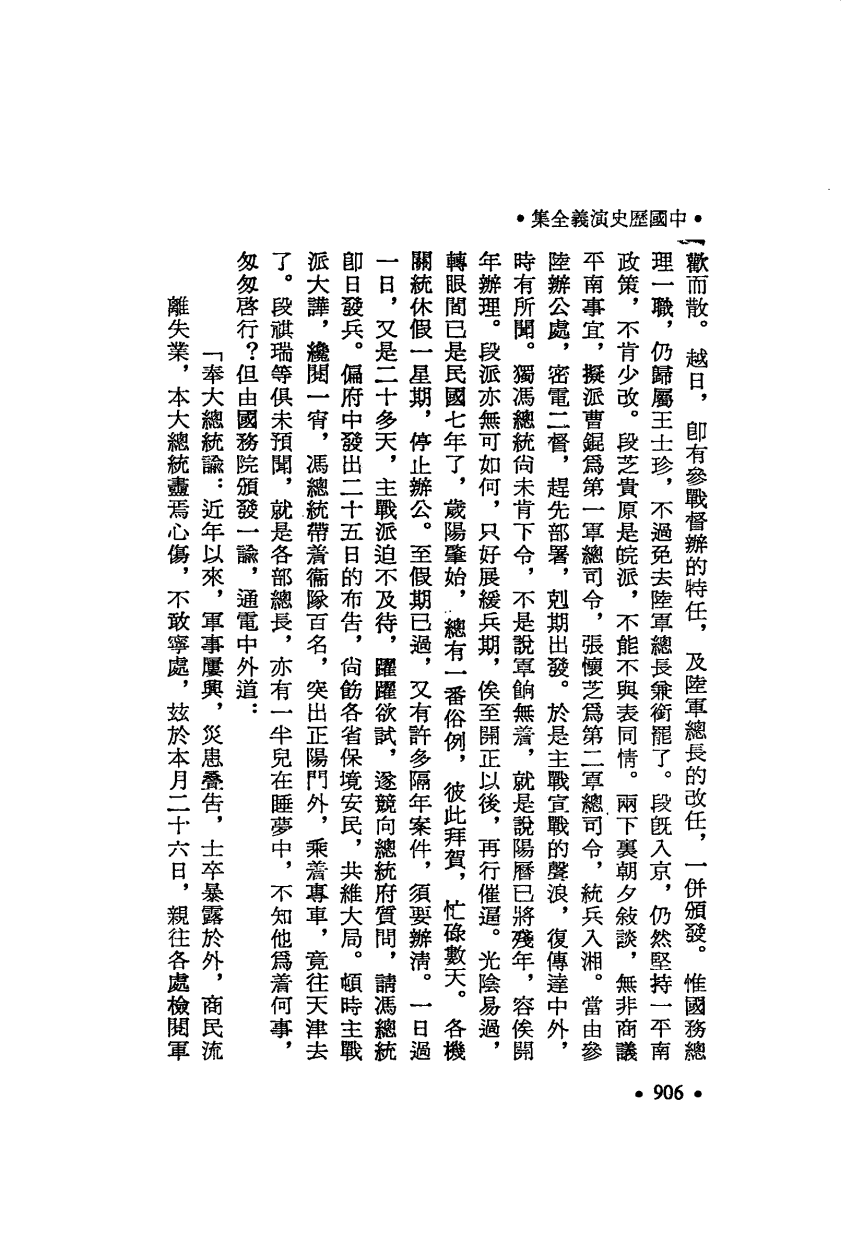 •中國歷史演義全集•
歡而散。越日，卽有參戰督辦的特任，及陸軍總長的改任，一併頒發。惟國務總
理一職，仍歸屬王士珍，不過免去陸軍總長兼銜罷了。段旣入京，仍然堅持一平南
政策，不肯少改。段芝貴原是皖派，不能不與表同情。兩下裏朝夕敍談，無非商議
平南事宜，擬派曹錕爲第一軍總司令，張懷芝爲第二軍總司令，統兵入湘。當由參
陸辦公處，密電二督，趕先部署，剋期出發。於是主戰宣戰的聲浪，復傳達中外，
時有所聞。獨馮總統尙未肯下令，不是說軍餉無着，就是說陽曆已將殘年，容俟開
年辦理。段派亦無可如何，只好展緩兵期，俟至開正以後，再行催逼。光陰易過，
轉眼間已是民國七年了，歲陽肇始，總有一番俗例，彼此拜賀，忙碌數天。各機
關統休假一星期，停止辦公。至假期已過，又有許多隔年案件，須要辦清。一日過
一日，又是二十多天，主戰派迫不及待，躍躍欲試，遂競向總統府質問，請馮總統
卽日發兵。偏府中發出二十五日的布告，尙飭各省保境安民，共維大局。頓時主戰
派大譁，纔閱一宵，馮總統帶着衞隊百名，突出正陽門外，乘着專車，竟往天津去
了。段祺瑞等俱未預聞，就是各部總長，亦有一半兒在睡夢中，不知他爲着何事，
匆匆啓行？但由國務院頒發一諭，通電中外道：
「奉大總統諭：近年以來，軍事屢興，災患疊告，士卒暴露於外，商民流
離失業，本大總統盡焉心傷，不敢寧處，玆於本月二十六日，親往各處檢閱軍
•906•